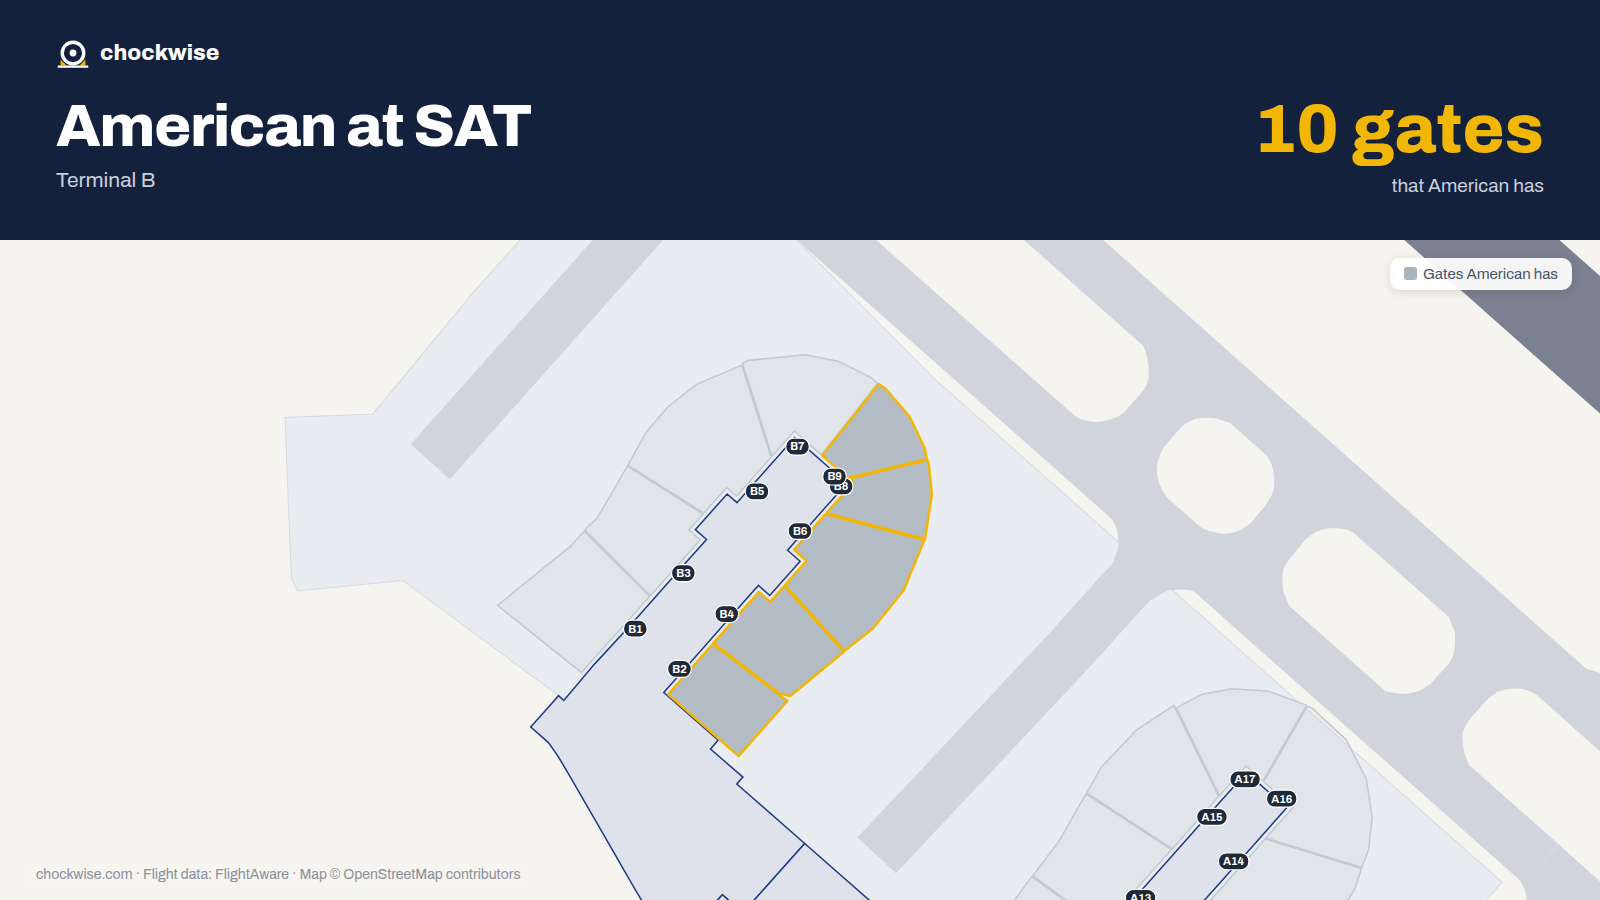 chockwise
American at SAT
Terminal B
10 gates
that American has
Gates American has
B7
B9
B8
B5
B6
B3
B4
B1
B2
A17
A16
A15
A14
A13
chockwise.com · Flight data: FlightAware · Map © OpenStreetMap contributors